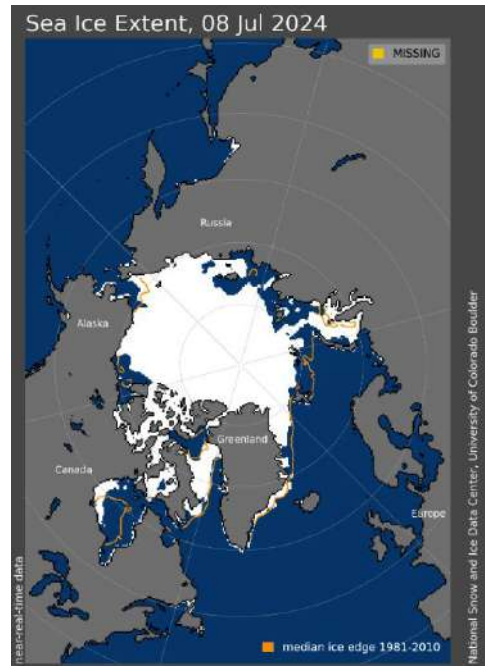 Sea Ice Extent, 08 Jul 2024
MISSING
Russia
Alaska
Greenland
Canada
Europe
near-real-time data
median ice edge 1981-2010
National Snow and Ice Data Center, University of Colorado Boulder